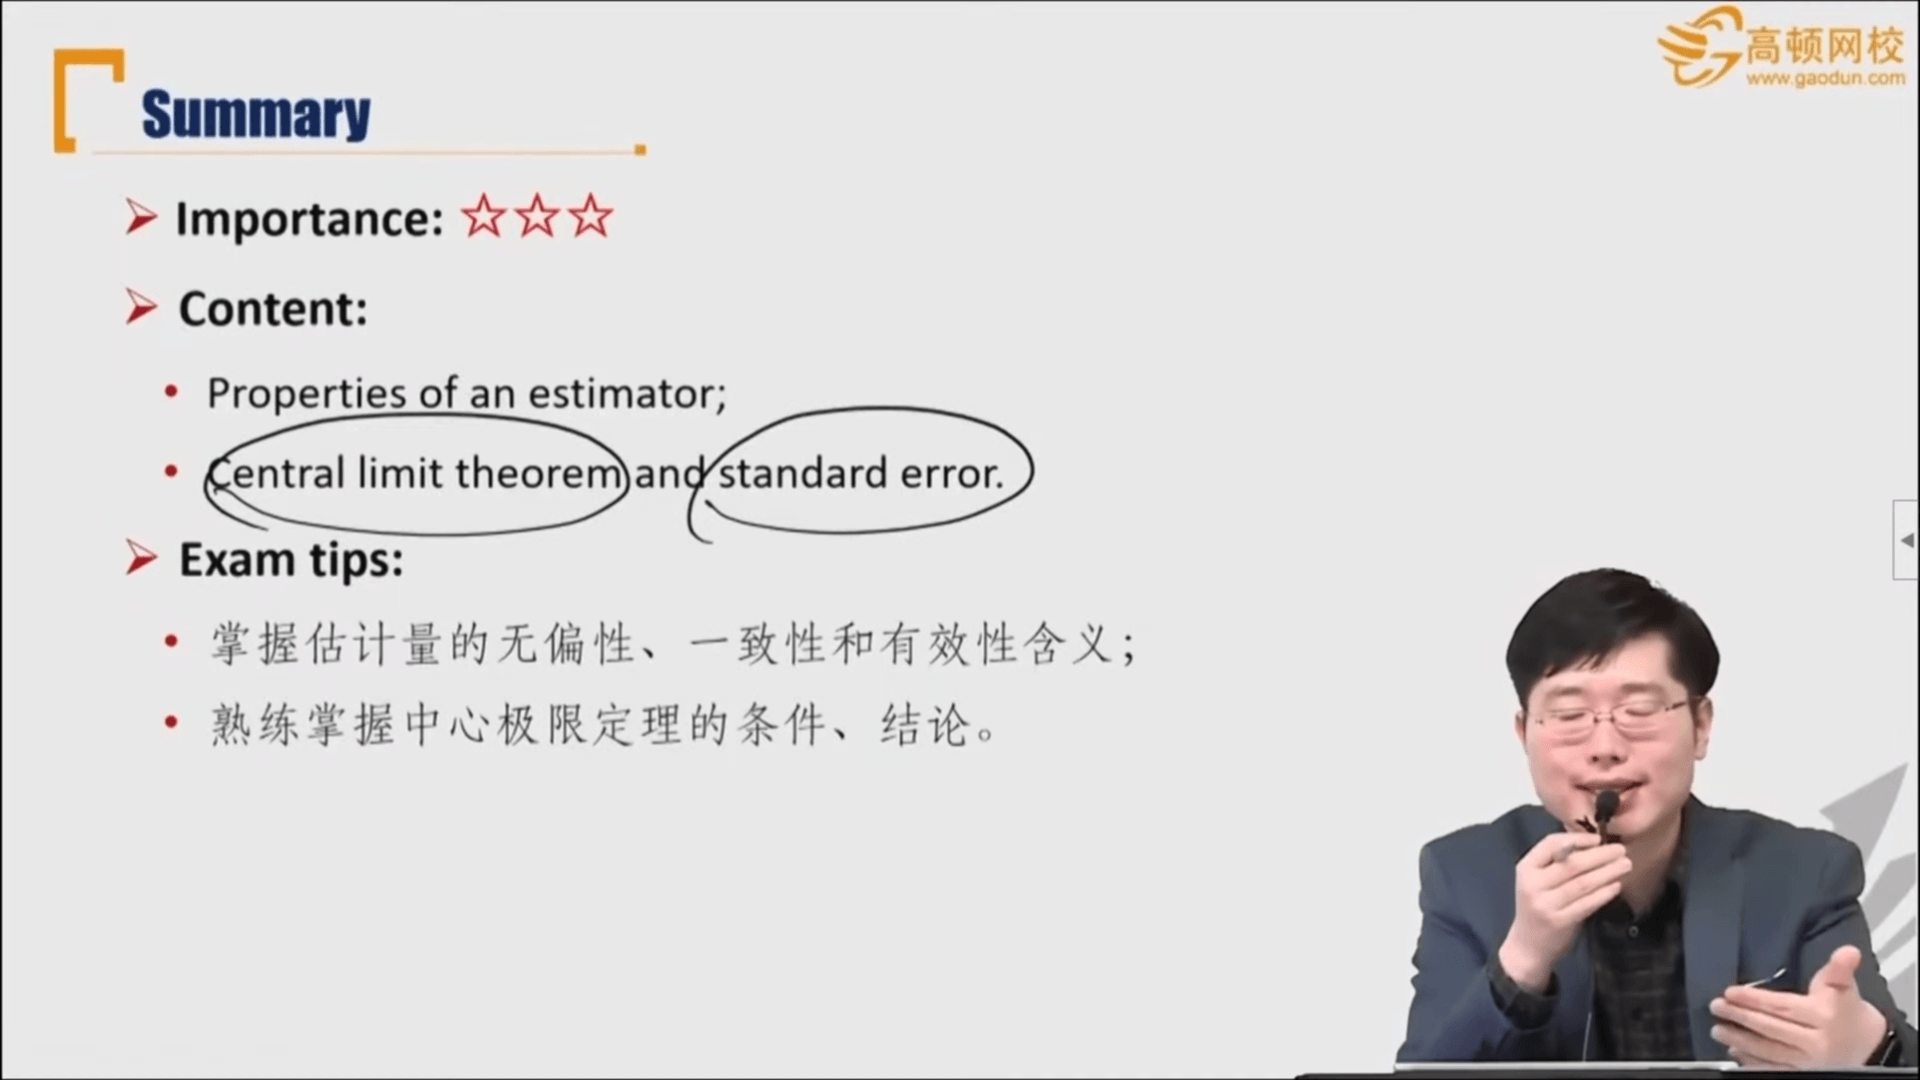 高顿网校
www.gaodun.com
Summary
Importance: ☆☆☆
Content:
Properties of an estimator;
Central limit theorem and standard error.
Exam tips:
掌握估计量的无偏性、一致性和有效性含义；
熟练掌握中心极限定理的条件、结论。